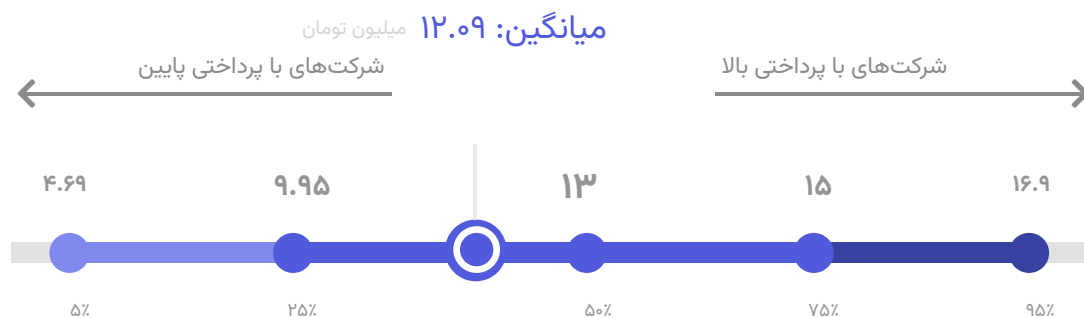 میانگین: ۱۲.۰۹ میلیون تومان
شرکت‌های با پرداختی بالا
شرکت‌های با پرداختی پایین
۴.۶۹ ۹.۹۵ ۱۳ ۱۵ ۱۶.۹
۵٪ ۲۵٪ ۵۰٪ ۷۵٪ ۹۵٪